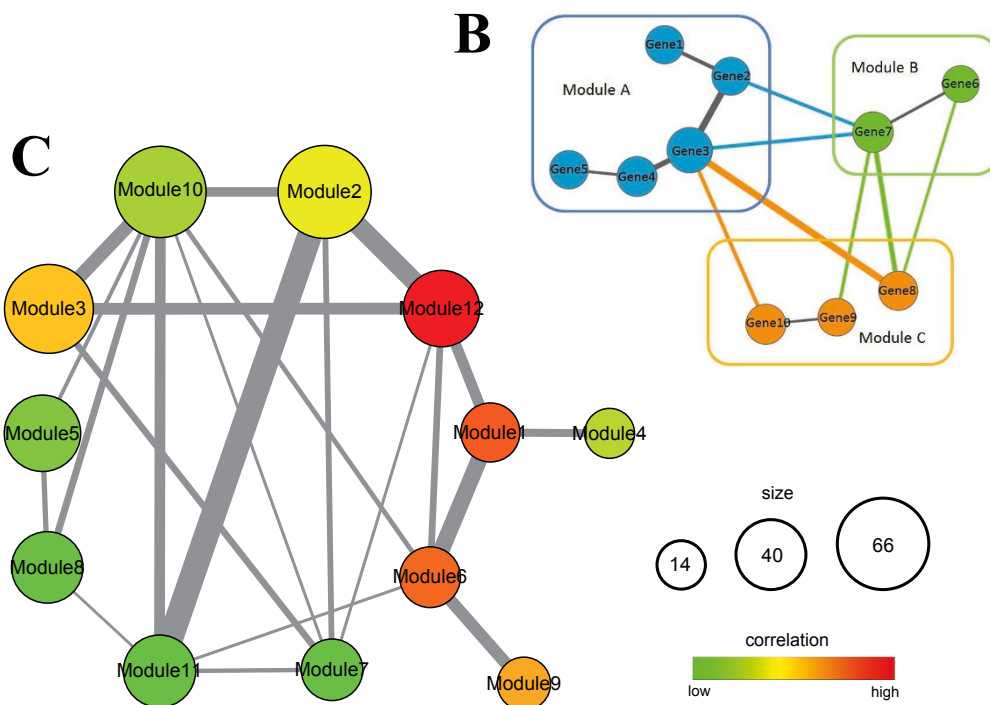 B
Gene1
Gene2
Module A
Gene3
Gene5
Gene4
Module B
Gene6
Gene7
Gene8
Gene10
Gene9
Module C
C
Module10
Module2
Module3
Module12
Module5
Module1
Module4
Module8
Module6
Module11
Module7
Module9
size
14
40
66
correlation
low
high